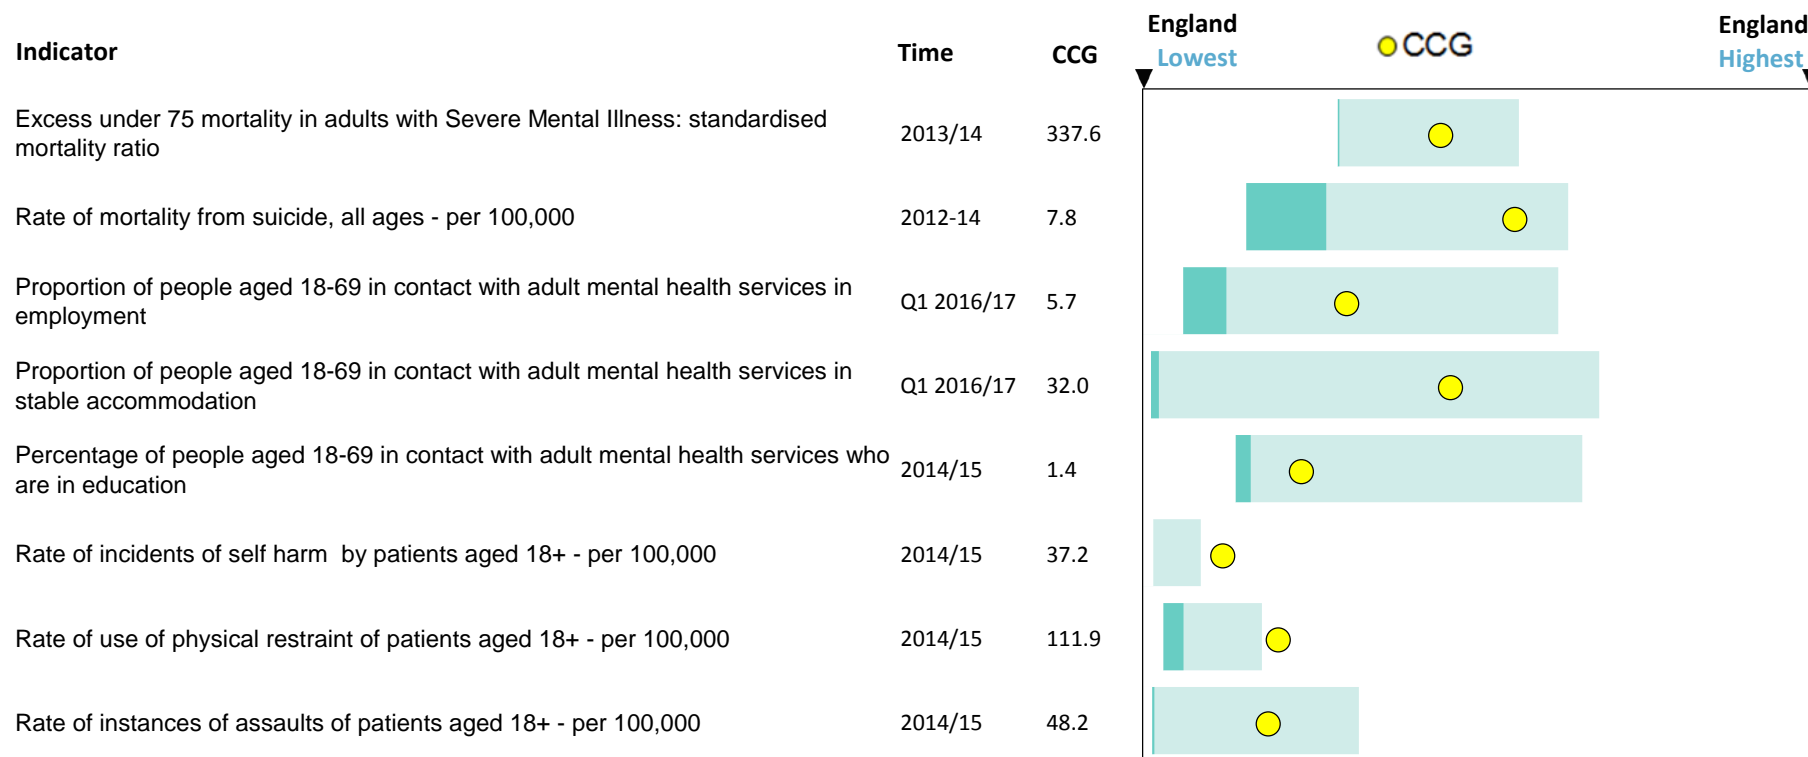 England
England
Indicator
Time
CCG
Lowest
CCG
Highest
Excess under 75 mortality in adults with Severe Mental Illness: standardised
mortality ratio
2013/14
337.6
Rate of mortality from suicide, all ages - per 100,000
2012-14
7.8
Proportion of people aged 18-69 in contact with adult mental health services in
employment
Q1 2016/17
5.7
Proportion of people aged 18-69 in contact with adult mental health services in
stable accommodation
Q1 2016/17
32.0
Percentage of people aged 18-69 in contact with adult mental health services who
are in education
2014/15
1.4
Rate of incidents of self harm  by patients aged 18+ - per 100,000
2014/15
37.2
Rate of use of physical restraint of patients aged 18+ - per 100,000
2014/15
111.9
Rate of instances of assaults of patients aged 18+ - per 100,000
2014/15
48.2